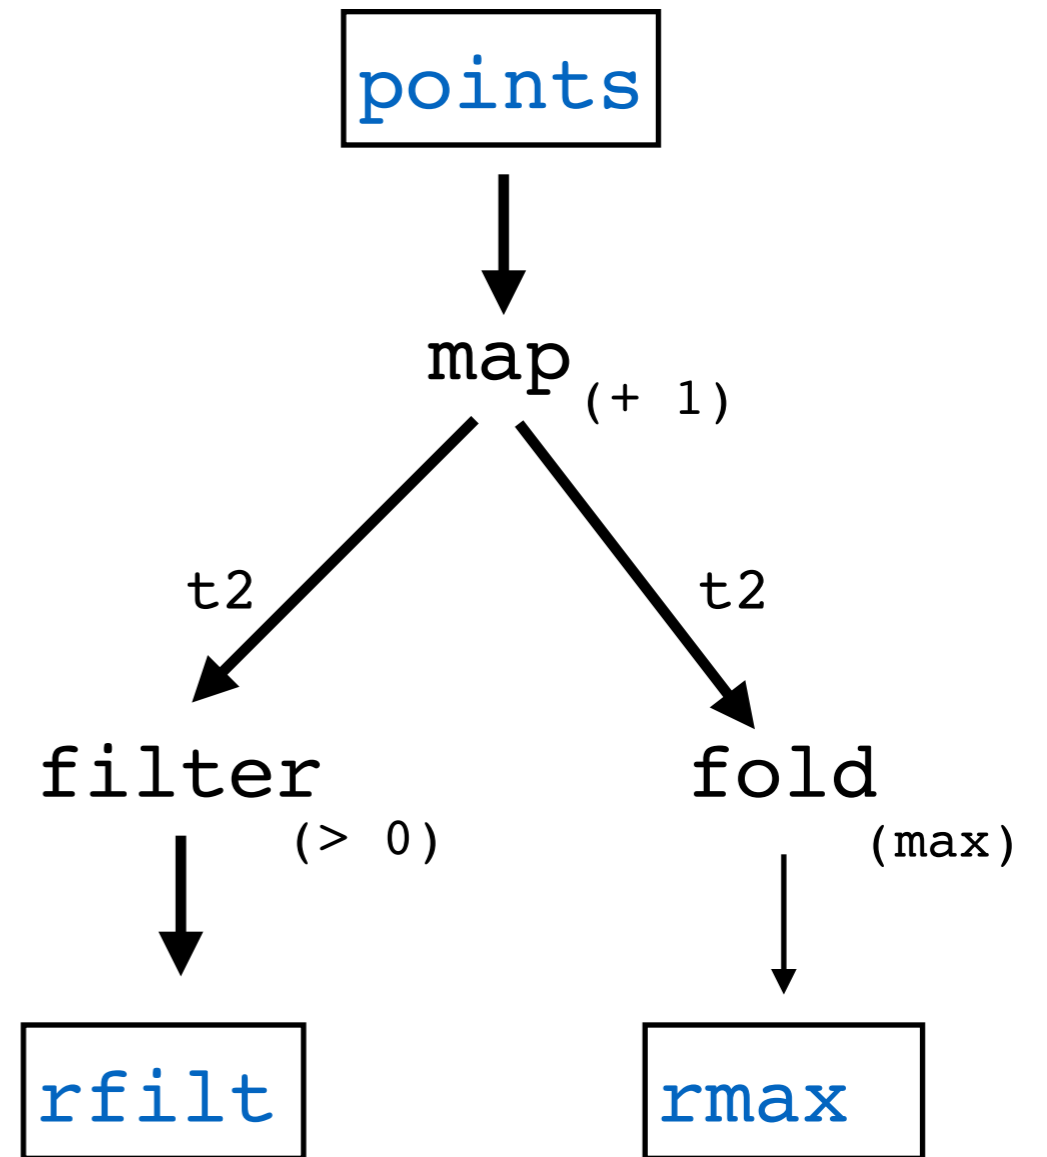 points
map (+ 1)
t2
t2
filter (> 0)
fold (max)
rfilt
rmax